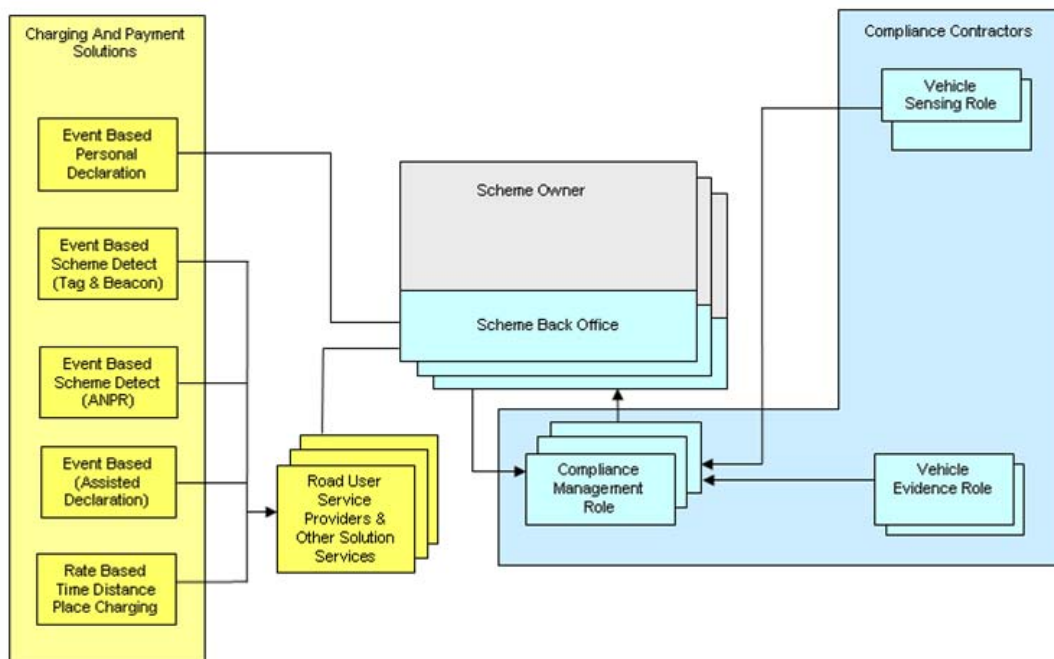 Charging And Payment
Solutions
Event Based
Personal
Declaration
Event Based
Scheme Detect
(Tag & Beacon)
Event Based
Scheme Detect
(ANPR)
Event Based
(Assisted
Declaration)
Rate Based
Time Distance
Place Charging
Road User
Service
Providers &
Other Solution
Services
Scheme Owner
Scheme Back Office
Compliance
Management
Role
Compliance Contractors
Vehicle
Sensing Role
Vehicle
Evidence Role